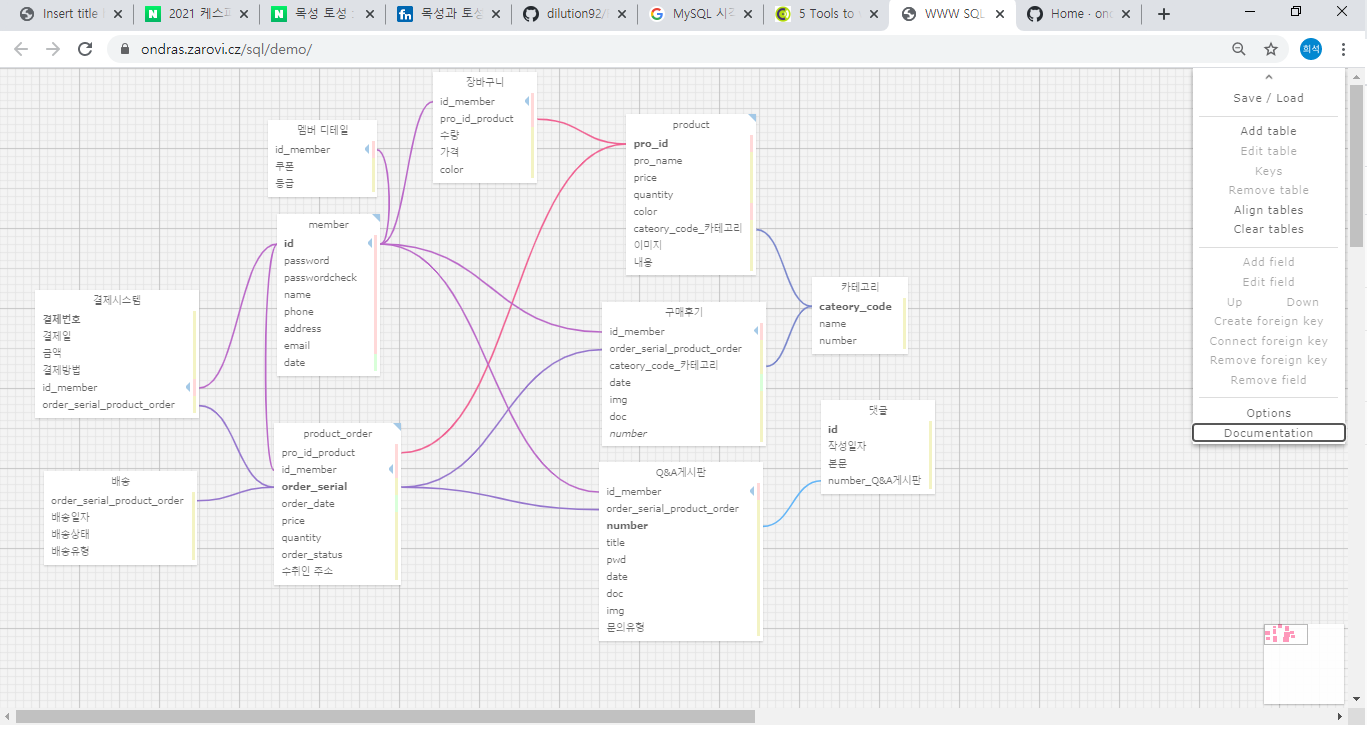 Insert title
2021 케스파
목성 토성
목성과 토성
dilution92/
MySQL 시각
5 Tools to
WWW SQL
Home · ond
ondras.zarovi.cz/sql/demo/
희석
장바구니
id_member
pro_id_product
수량
가격
color
멤버 디테일
id_member
쿠폰
등급
product
pro_id
pro_name
price
quantity
color
cateory_code_카테고리
이미지
내용
member
id
password
passwordcheck
name
phone
address
email
date
카테고리
cateory_code
name
number
결제시스템
결제번호
결제일
금액
결제방법
id_member
order_serial_product_order
구매후기
id_member
order_serial_product_order
cateory_code_카테고리
date
img
doc
number
댓글
id
작성일자
본문
number_Q&A게시판
product_order
pro_id_product
id_member
order_serial
order_date
price
quantity
order_status
수취인 주소
배송
order_serial_product_order
배송일자
배송상태
배송유형
Q&A게시판
id_member
order_serial_product_order
number
title
pwd
date
doc
img
문의유형
Save / Load
Add table
Edit table
Keys
Remove table
Align tables
Clear tables
Add field
Edit field
Up Down
Create foreign key
Connect foreign key
Remove foreign key
Remove field
Options
Documentation